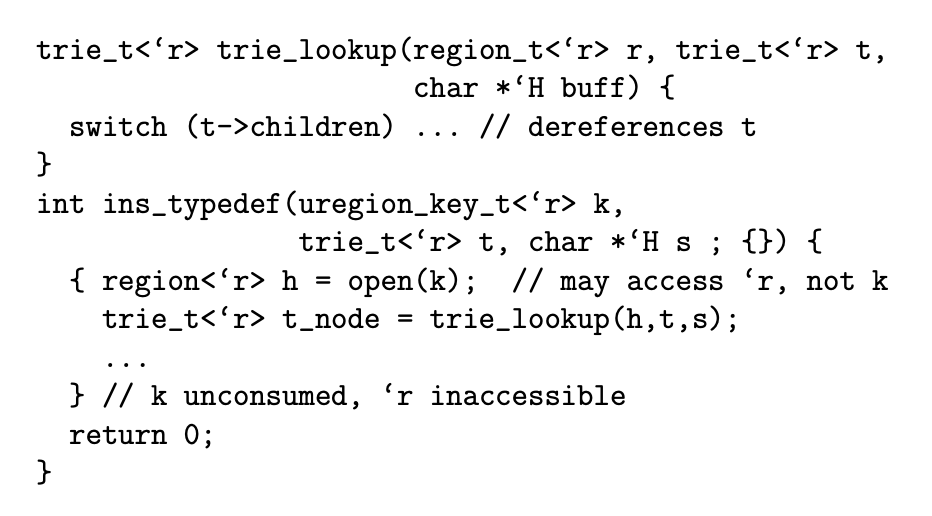 trie_t<‘r> trie_lookup(region_t<‘r> r, trie_t<‘r> t,
                       char *‘H buff) {
  switch (t->children) ... // dereferences t
}
int ins_typedef(uregion_key_t<‘r> k,
                trie_t<‘r> t, char *‘H s ; {}) {
  { region<‘r> h = open(k);  // may access ‘r, not k
    trie_t<‘r> t_node = trie_lookup(h,t,s);
    ...
  } // k unconsumed, ‘r inaccessible
  return 0;
}